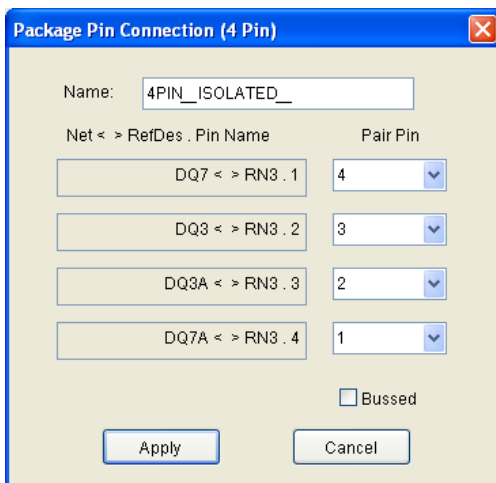 Package Pin Connection (4 Pin)
Name: 4PIN__ISOLATED__
Net < > RefDes . Pin Name Pair Pin
DQ7 < > RN3 . 1 4
DQ3 < > RN3 . 2 3
DQ3A < > RN3 . 3 2
DQ7A < > RN3 . 4 1
Bussed
Apply Cancel